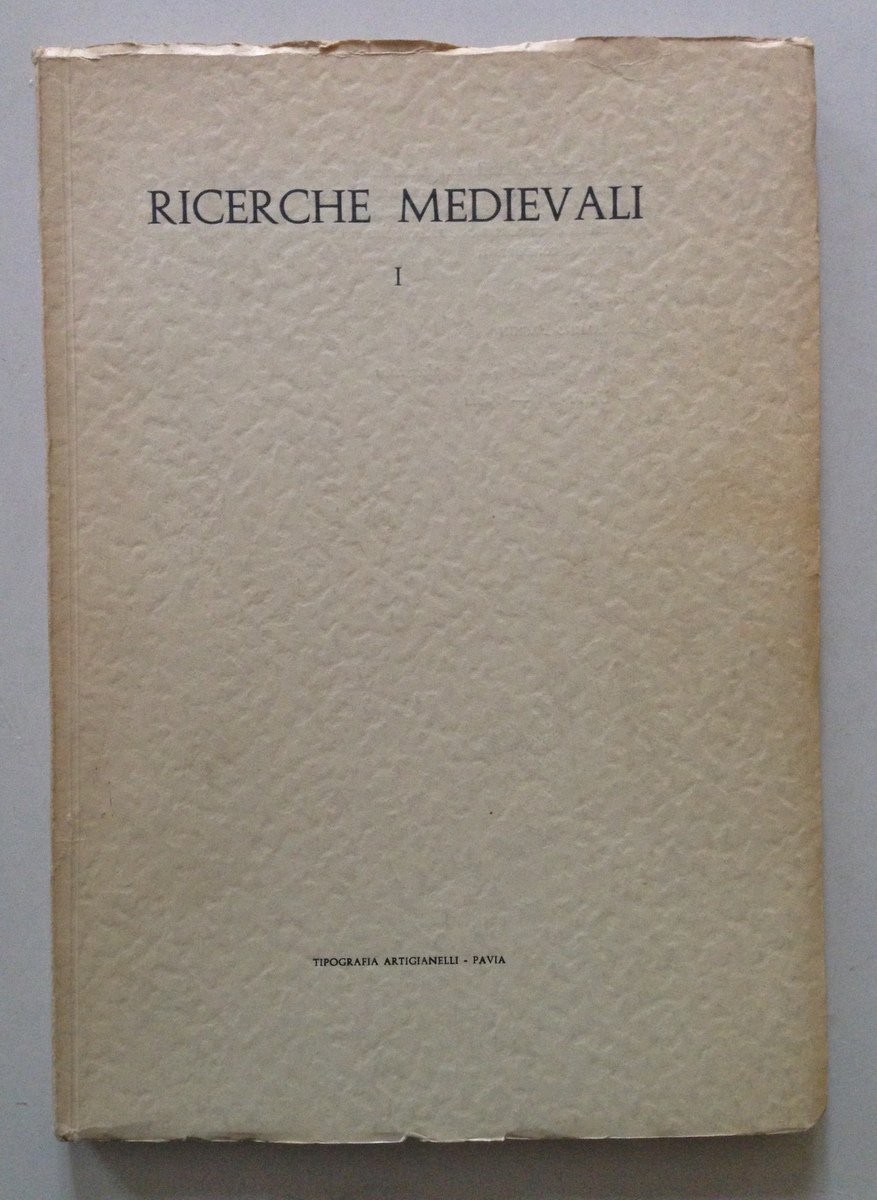 RICERCHE MEDIEVALI
I
TIPOGRAFIA ARTIGIANELLI - PAVIA